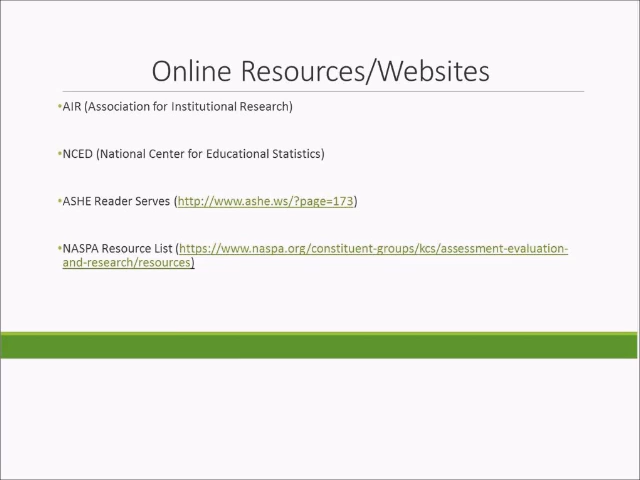 Online Resources/Websites
•AIR (Association for Institutional Research)
•NCED (National Center for Educational Statistics)
•ASHE Reader Serves (http://www.ashe.ws/?page=173)
•NASPA Resource List (https://www.naspa.org/constituent-groups/kcs/assessment-evaluation-
and-research/resources)